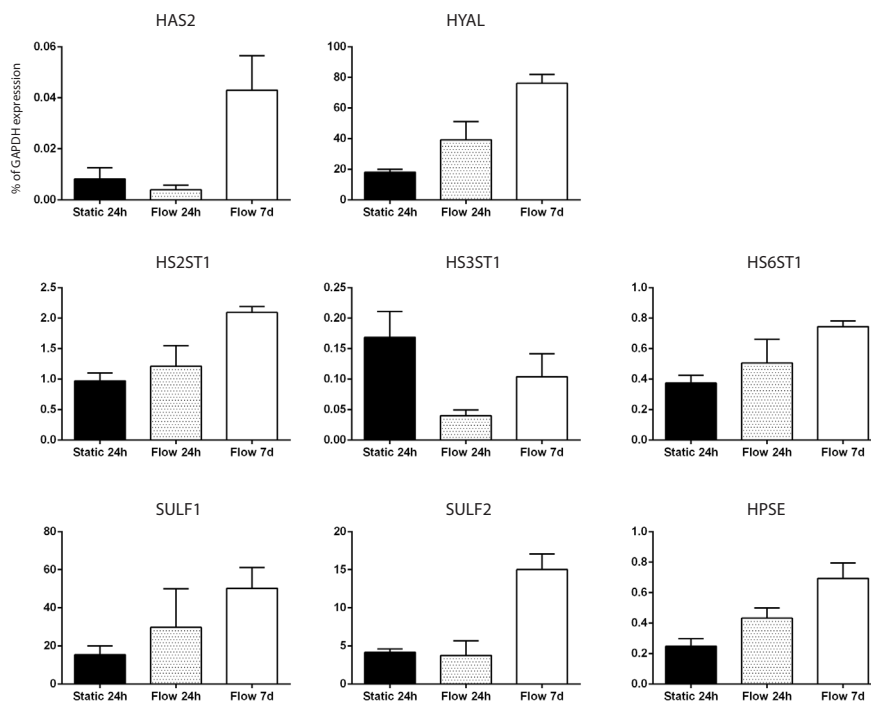 HAS2
HYAL
% of GAPDH expresssion
0.06
0.04
0.02
0.00
Static 24h Flow 24h Flow 7d
100
80
60
40
20
0
Static 24h Flow 24h Flow 7d
HS2ST1
HS3ST1
HS6ST1
2.5
2.0
1.5
1.0
0.5
0.0
Static 24h Flow 24h Flow 7d
0.25
0.20
0.15
0.10
0.05
0.00
Static 24h Flow 24h Flow 7d
1.0
0.8
0.6
0.4
0.2
0.0
Static 24h Flow 24h Flow 7d
SULF1
SULF2
HPSE
80
60
40
20
0
Static 24h Flow 24h Flow 7d
20
15
10
5
0
Static 24h Flow 24h Flow 7d
1.0
0.8
0.6
0.4
0.2
0.0
Static 24h Flow 24h Flow 7d